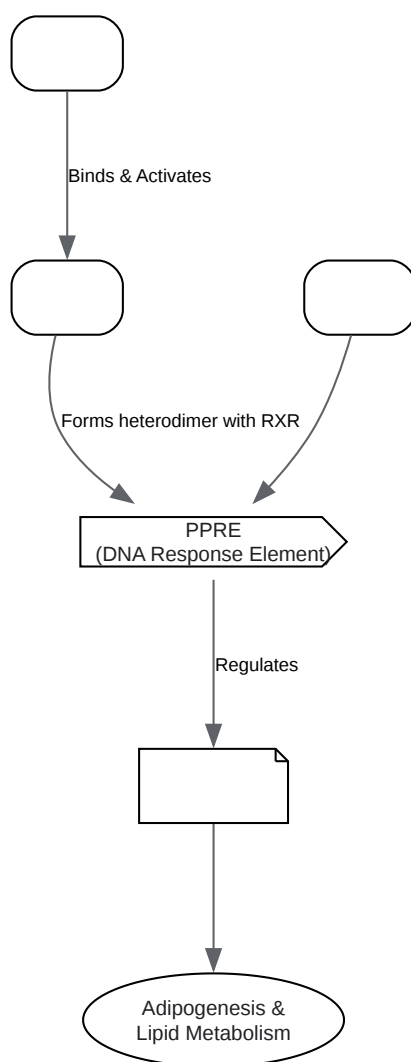 Binds & Activates
Forms heterodimer with RXR
PPRE
(DNA Response Element)
Regulates
Adipogenesis &
Lipid Metabolism